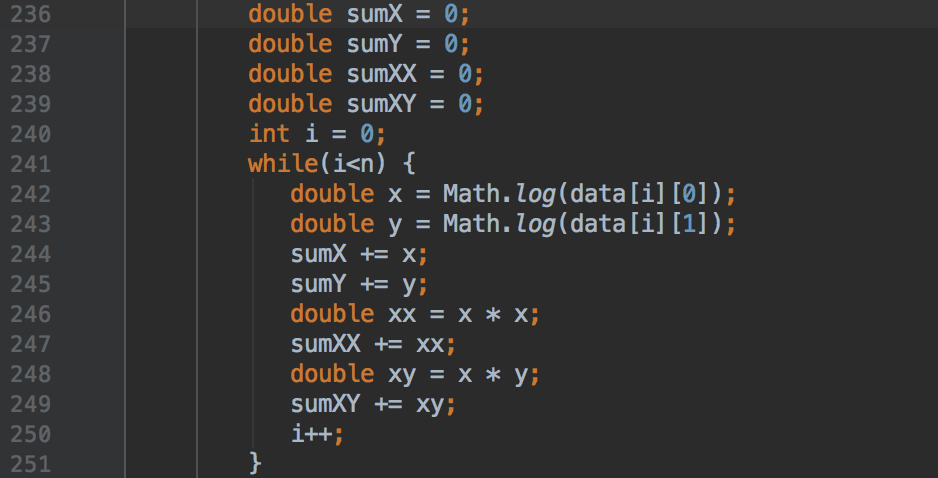 236 double sumX = 0;
237 double sumY = 0;
238 double sumXX = 0;
239 double sumXY = 0;
240 int i = 0;
241 while(i<n) {
242 double x = Math.log(data[i][0]);
243 double y = Math.log(data[i][1]);
244 sumX += x;
245 sumY += y;
246 double xx = x * x;
247 sumXX += xx;
248 double xy = x * y;
249 sumXY += xy;
250 i++;
251 }